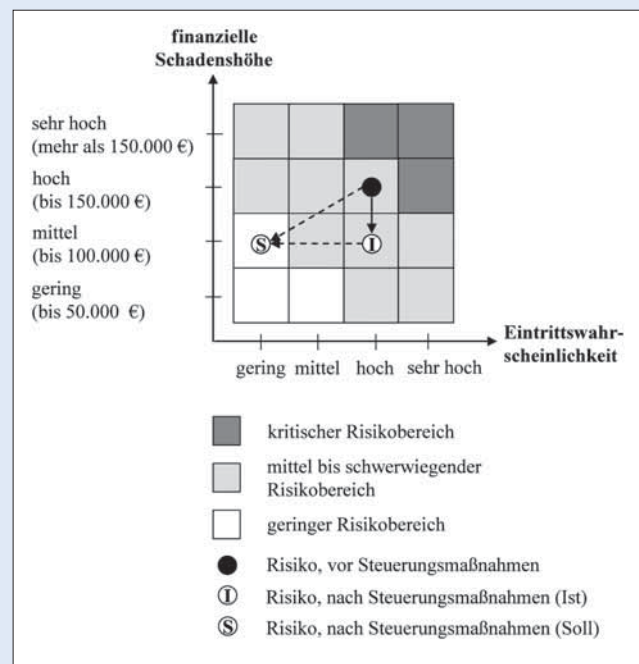 finanzielle
Schadenshöhe
sehr hoch
(mehr als 150.000 €)
hoch
(bis 150.000 €)
mittel
(bis 100.000 €)
gering
(bis 50.000 €)
S
I
Eintrittswahr-
scheinlichkeit
gering mittel hoch sehr hoch
kritischer Risikobereich
mittel bis schwerwiegender
Risikobereich
geringer Risikobereich
Risiko, vor Steuerungsmaßnahmen
I Risiko, nach Steuerungsmaßnahmen (Ist)
S Risiko, nach Steuerungsmaßnahmen (Soll)